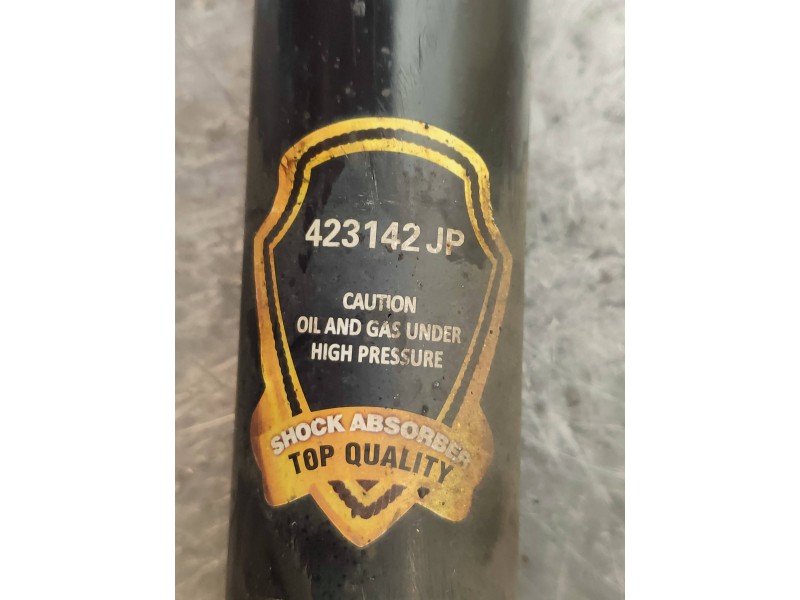 423142 JP
CAUTION
OIL AND GAS UNDER
HIGH PRESSURE
SHOCK ABSORBER
TOP QUALITY